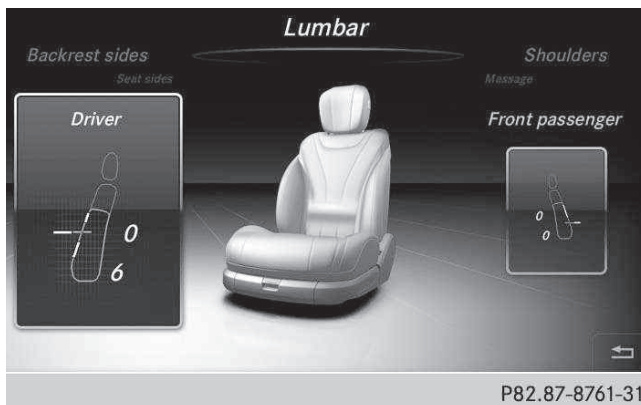 Lumbar
Backrest sides
Shoulders
Seat sides
Massage
Driver
Front passenger
0
6
0
0
P82.87-8761-31